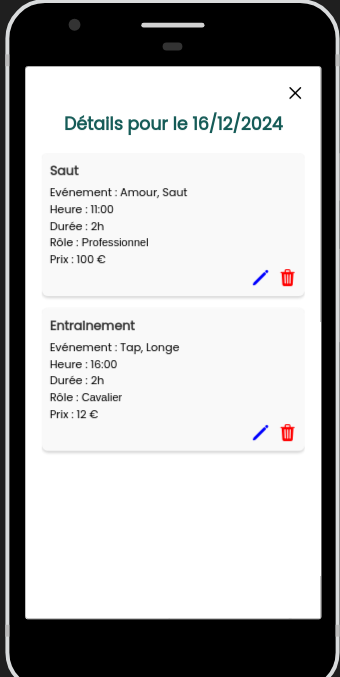 Détails pour le 16/12/2024
Saut
Evénement : Amour, Saut
Heure : 11:00
Durée : 2h
Rôle : Professionnel
Prix : 100 €
Entrainement
Evénement : Tap, Longe
Heure : 16:00
Durée : 2h
Rôle : Cavalier
Prix : 12 €